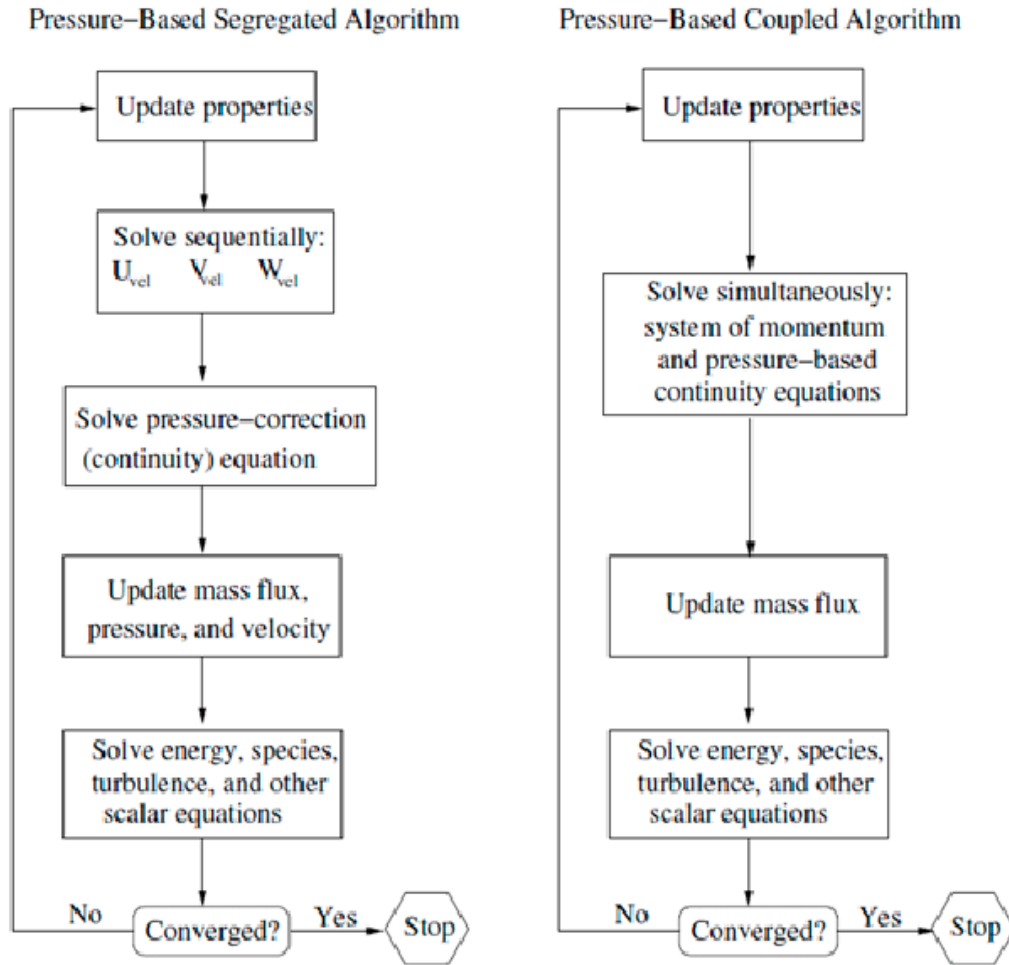 Pressure–Based Segregated Algorithm
Update properties
Solve sequentially:
Uvel Vvel Wvel
Solve pressure–correction
(continuity) equation
Update mass flux,
pressure, and velocity
Solve energy, species,
turbulence, and other
scalar equations
No
Converged?
Yes
Stop
Pressure–Based Coupled Algorithm
Update properties
Solve simultaneously:
system of momentum
and pressure–based
continuity equations
Update mass flux
Solve energy, species,
turbulence, and other
scalar equations
No
Converged?
Yes
Stop